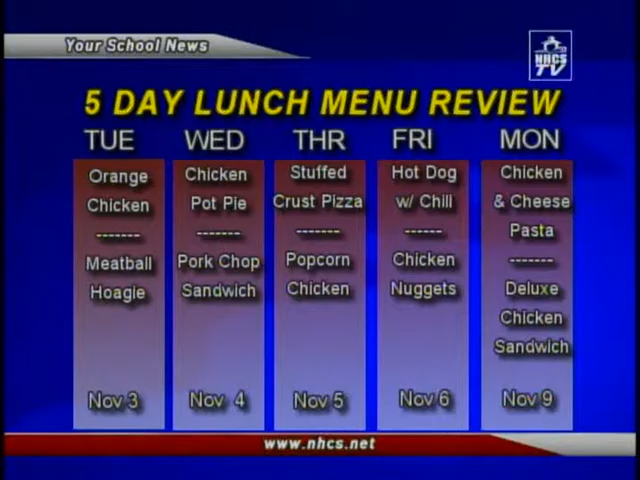 Your School News
NHCS
TV
5 DAY LUNCH MENU REVIEW
TUE
Orange
Chicken
-------
Meatball
Hoagie
Nov 3
WED
Chicken
Pot Pie
-------
Pork Chop
Sandwich
Nov 4
THR
Stuffed
Crust Pizza
-------
Popcorn
Chicken
Nov 5
FRI
Hot Dog
w/ Chili
------
Chicken
Nuggets
Nov 6
MON
Chicken
& Cheese
Pasta
-------
Deluxe
Chicken
Sandwich
Nov 9
www.nhcs.net